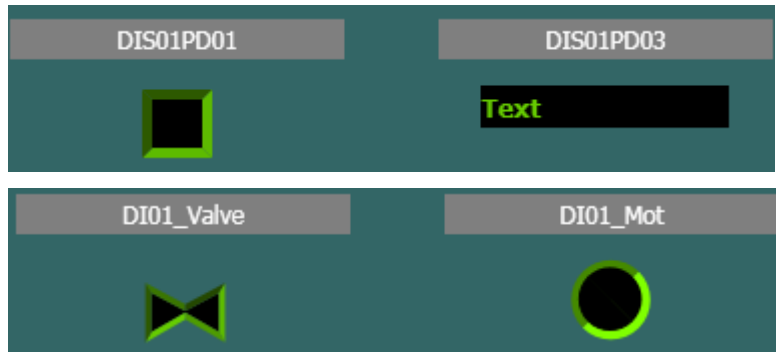 DIS01PD01
DIS01PD03
Text
DI01_Valve
DI01_Mot